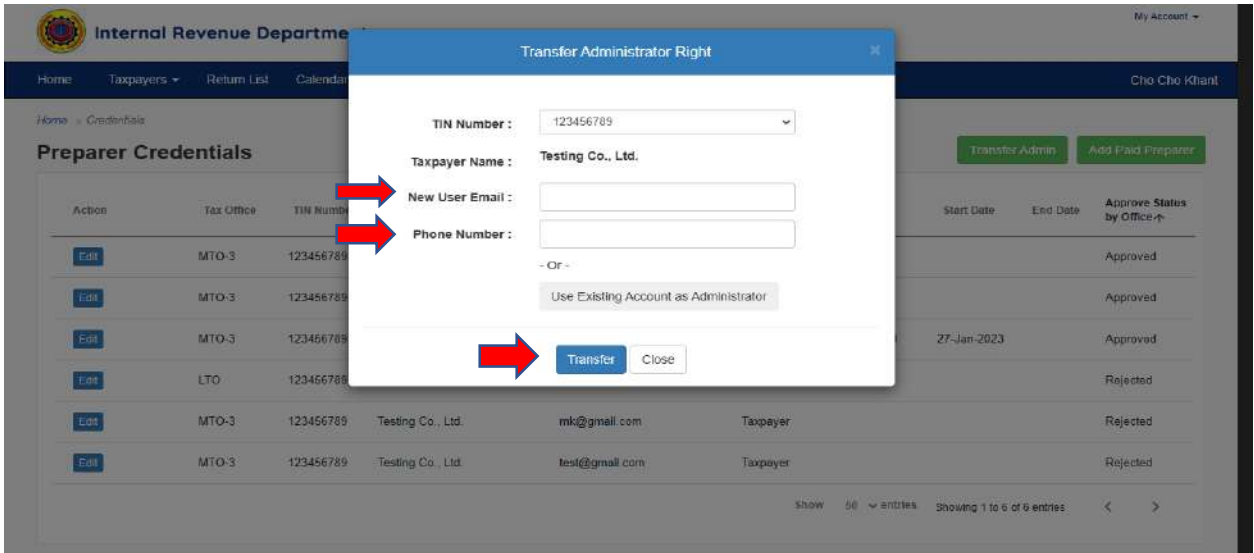 My Account
Internal Revenue Departme
Transfer Administrator Right
×
Home Taxpayers Return List Calendar
Cho Cho Khant
Home > Credentials
TIN Number : 123456789
Preparer Credentials
Transfer Admin Add Paid Preparer
Taxpayer Name : Testing Co., Ltd.
New User Email :
Action Tax Office TIN Numbe Start Date End Date Approve Status by Office
Phone Number :
Edit MTO-3 123456789 Approved
- Or -
Use Existing Account as Administrator
Edit MTO-3 123456789 Approved
Edit MTO-3 123456789 27-Jan-2023 Approved
Transfer Close
Edit LTO 123456789 Rejected
Edit MTO-3 123456789 Testing Co., Ltd. mk@gmail.com Taxpayer Rejected
Edit MTO-3 123456789 Testing Co., Ltd. test@gmail.com Taxpayer Rejected
Show 50 entries Showing 1 to 6 of 6 entries < >